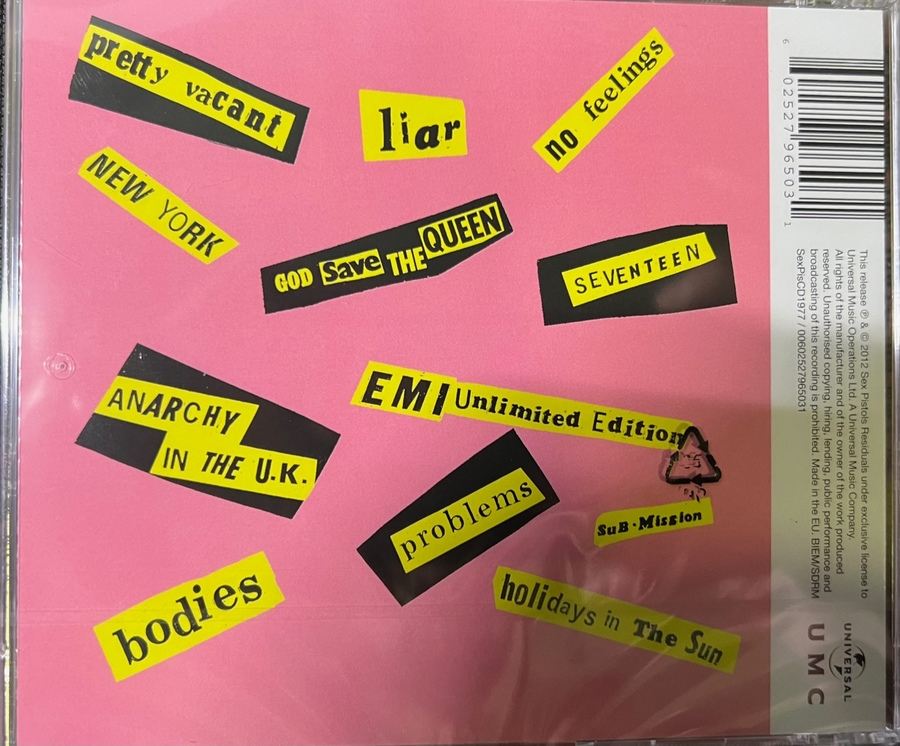 pretty vacant
liar
no feelings
NEW YORK
GOD Save THE QUEEN
SEVENTEEN
ANARCHY
IN THE U.K.
EMI Unlimited Edition
problems
SuB·Mission
bodies
holidays in The Sun
6 02527 96503 1
This release ℗ & © 2012 Sex Pistols Residuals under exclusive license to
Universal Music Operations Ltd. A Universal Music Company.
All rights of the manufacturer and of the owner of the work produced
reserved. Unauthorised copying, hiring, lending, public performance and
broadcasting of this recording is prohibited. Made in the EU. BIEM/SDRM
SexPisCD1977 / 00602527965031
UNIVERSAL
UMC